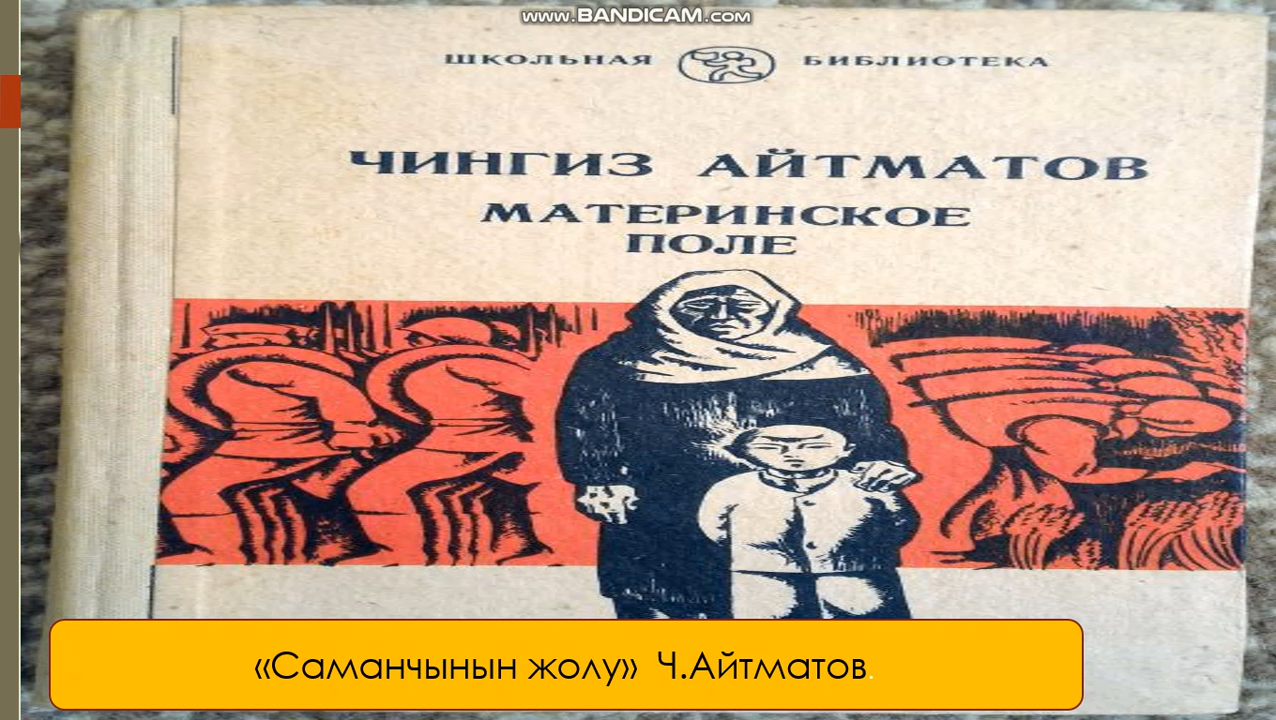 www.BANDICAM.com
ШКОЛЬНАЯ БИБЛИОТЕКА
ЧИНГИЗ АЙТМАТОВ
МАТЕРИНСКОЕ
ПОЛЕ
«Саманчынын жолу» Ч.Айтматов.